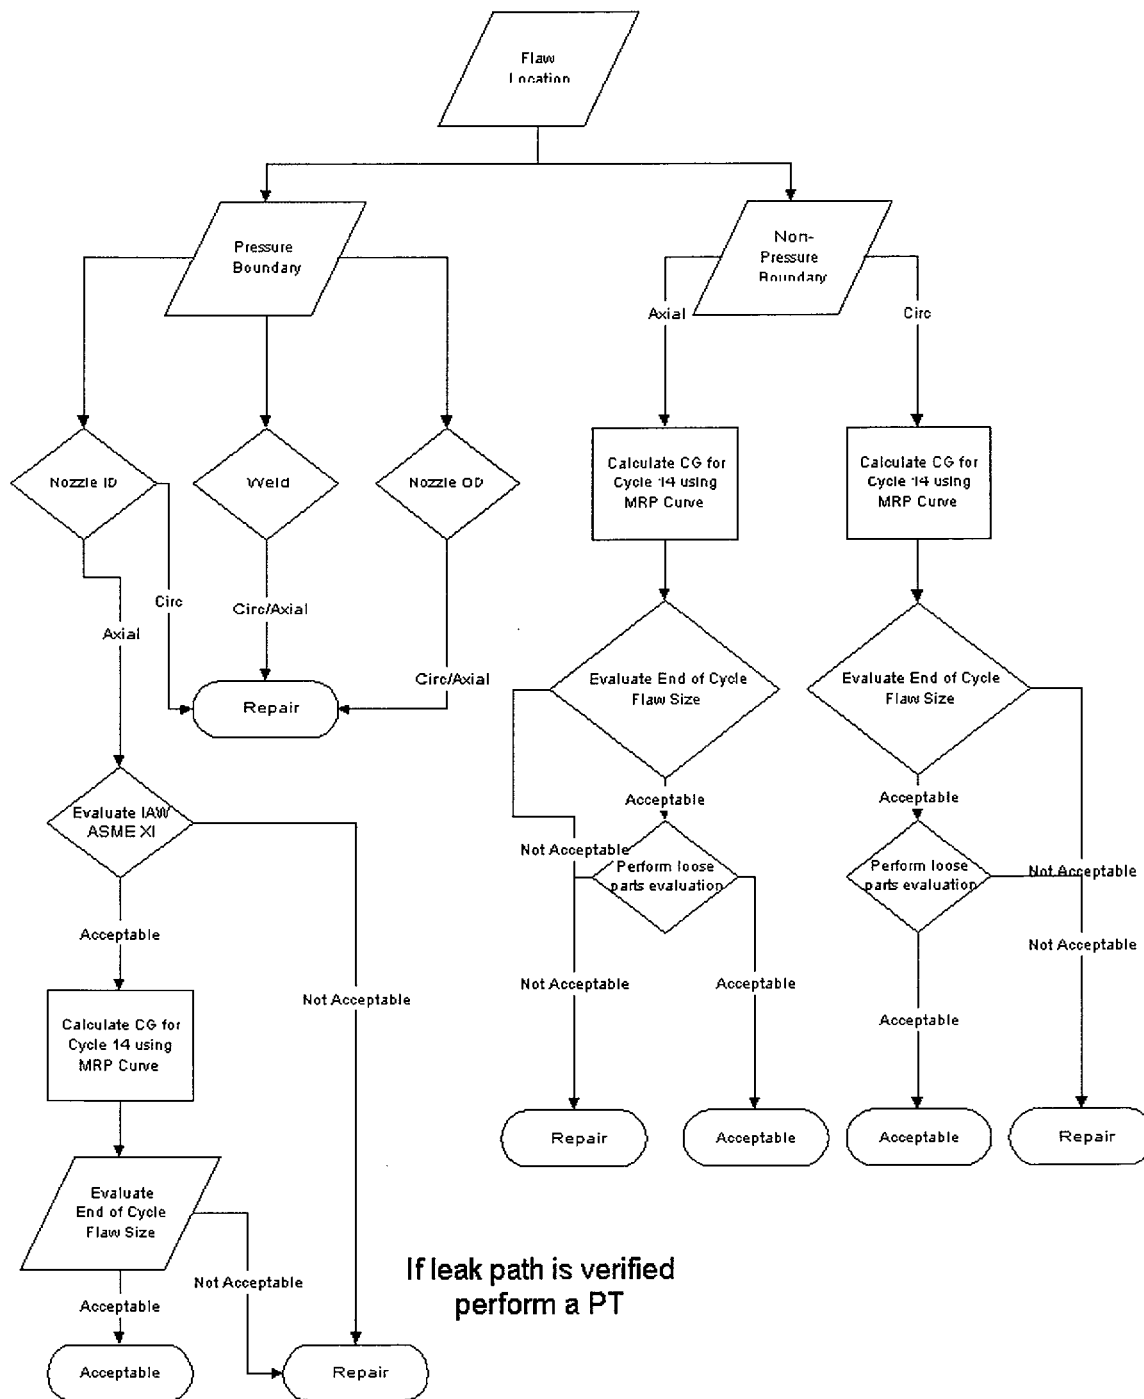 Flaw
Location
Pressure
Boundary
Non-
Pressure
Boundary
Axial
Circ
Nozzle ID
Weld
Nozzle OD
Calculate CG for
Cycle 14 using
MRP Curve
Calculate CG for
Cycle 14 using
MRP Curve
Circ
Circ/Axial
Axial
Circ/Axial
Repair
Evaluate End of Cycle
Flaw Size
Evaluate End of Cycle
Flaw Size
Acceptable
Acceptable
Evaluate IAW
ASME XI
Not Acceptable
Perform loose
parts evaluation
Perform loose
parts evaluation
Not Acceptable
Acceptable
Not Acceptable
Not Acceptable
Acceptable
Not Acceptable
Acceptable
Not Acceptable
Calculate CG for
Cycle 14 using
MRP Curve
Repair
Acceptable
Acceptable
Repair
Evaluate
End of Cycle
Flaw Size
If leak path is verified
perform a PT
Not Acceptable
Acceptable
Acceptable
Repair